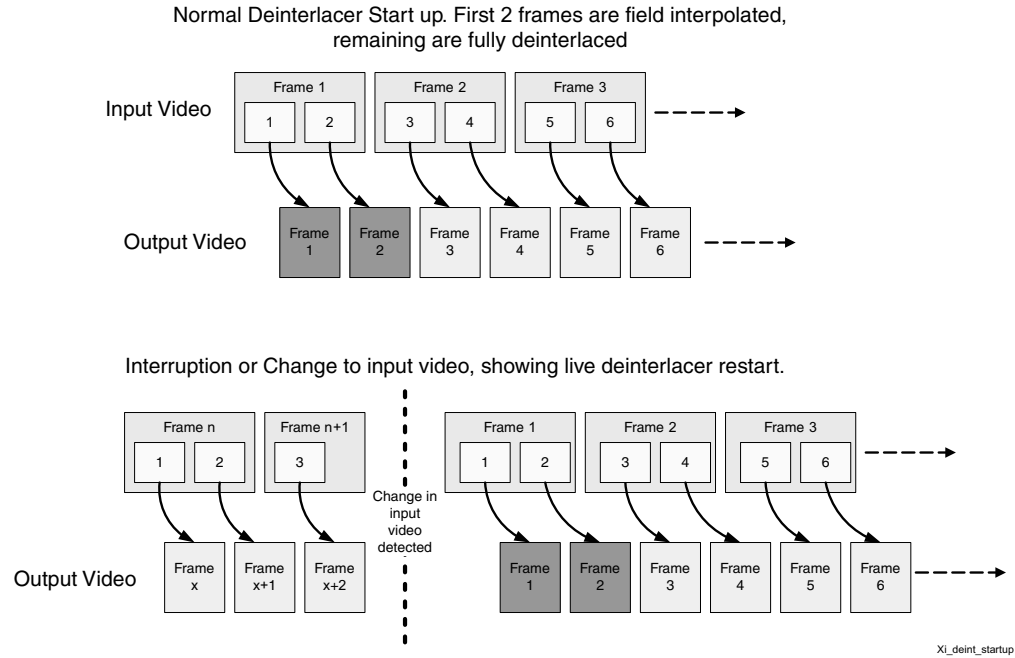 Normal Deinterlacer Start up. First 2 frames are field interpolated,
remaining are fully deinterlaced
Frame 1 Frame 2 Frame 3
Input Video
1 2 3 4 5 6
Output Video
Frame 1 Frame 2 Frame 3 Frame 4 Frame 5 Frame 6
Interruption or Change to input video, showing live deinterlacer restart.
Frame n Frame n+1 Frame 1 Frame 2 Frame 3
1 2 3 1 2 3 4 5 6
Change in
input
video
detected
Output Video
Frame x Frame x+1 Frame x+2 Frame 1 Frame 2 Frame 3 Frame 4 Frame 5 Frame 6
Xi_deint_startup